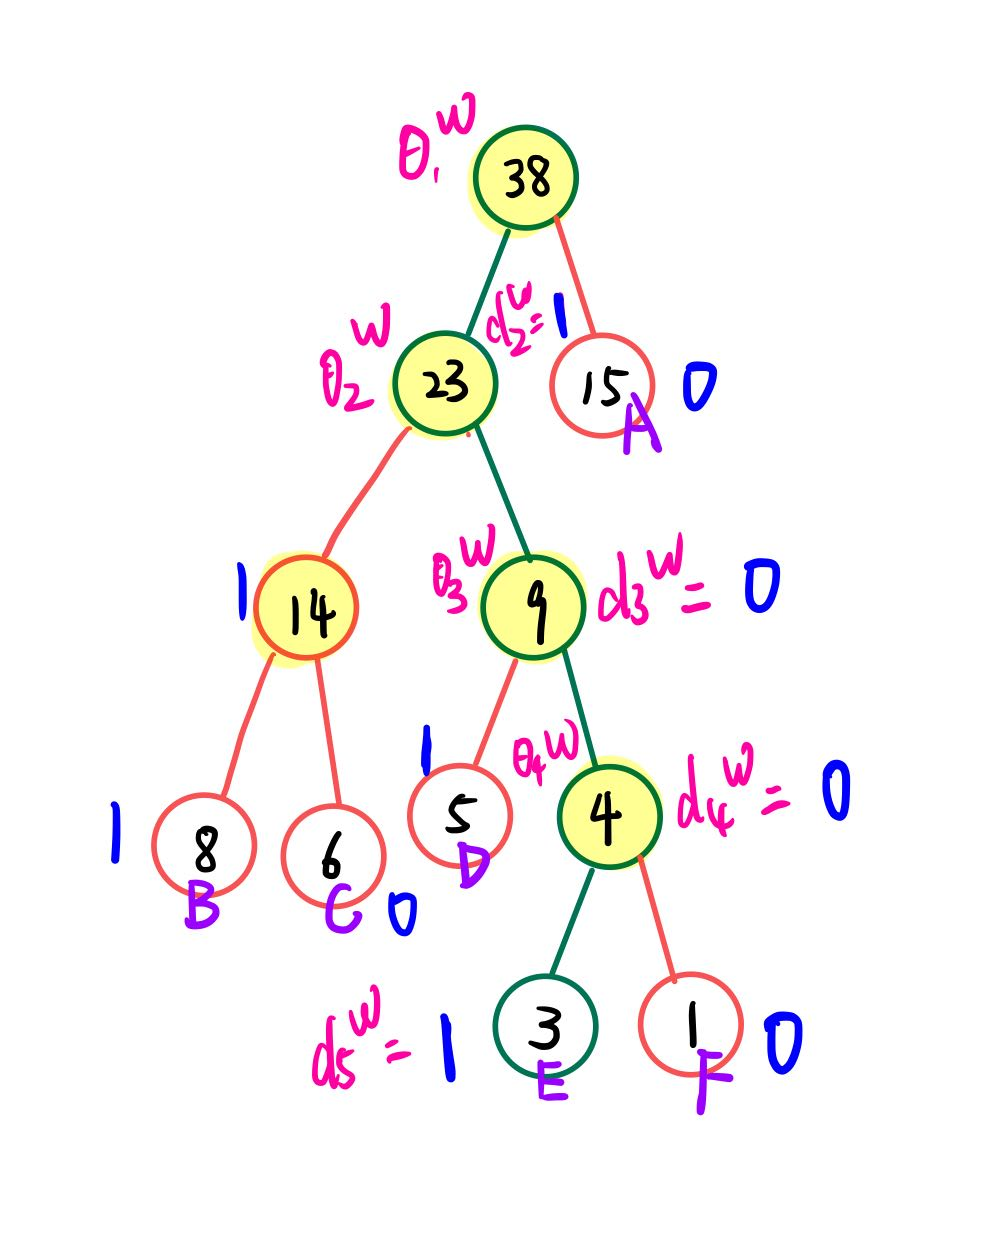 θ₁ᵂ 38
θ₂ᵂ 23 d₂ᵂ= 1 15 A 0
1 14 θ₃ᵂ 9 d₃ᵂ= 0
1 8 B 6 C 0 1 5 D θ₄ᵂ 4 d₄ᵂ= 0
d₅ᵂ= 1 3 E 1 F 0